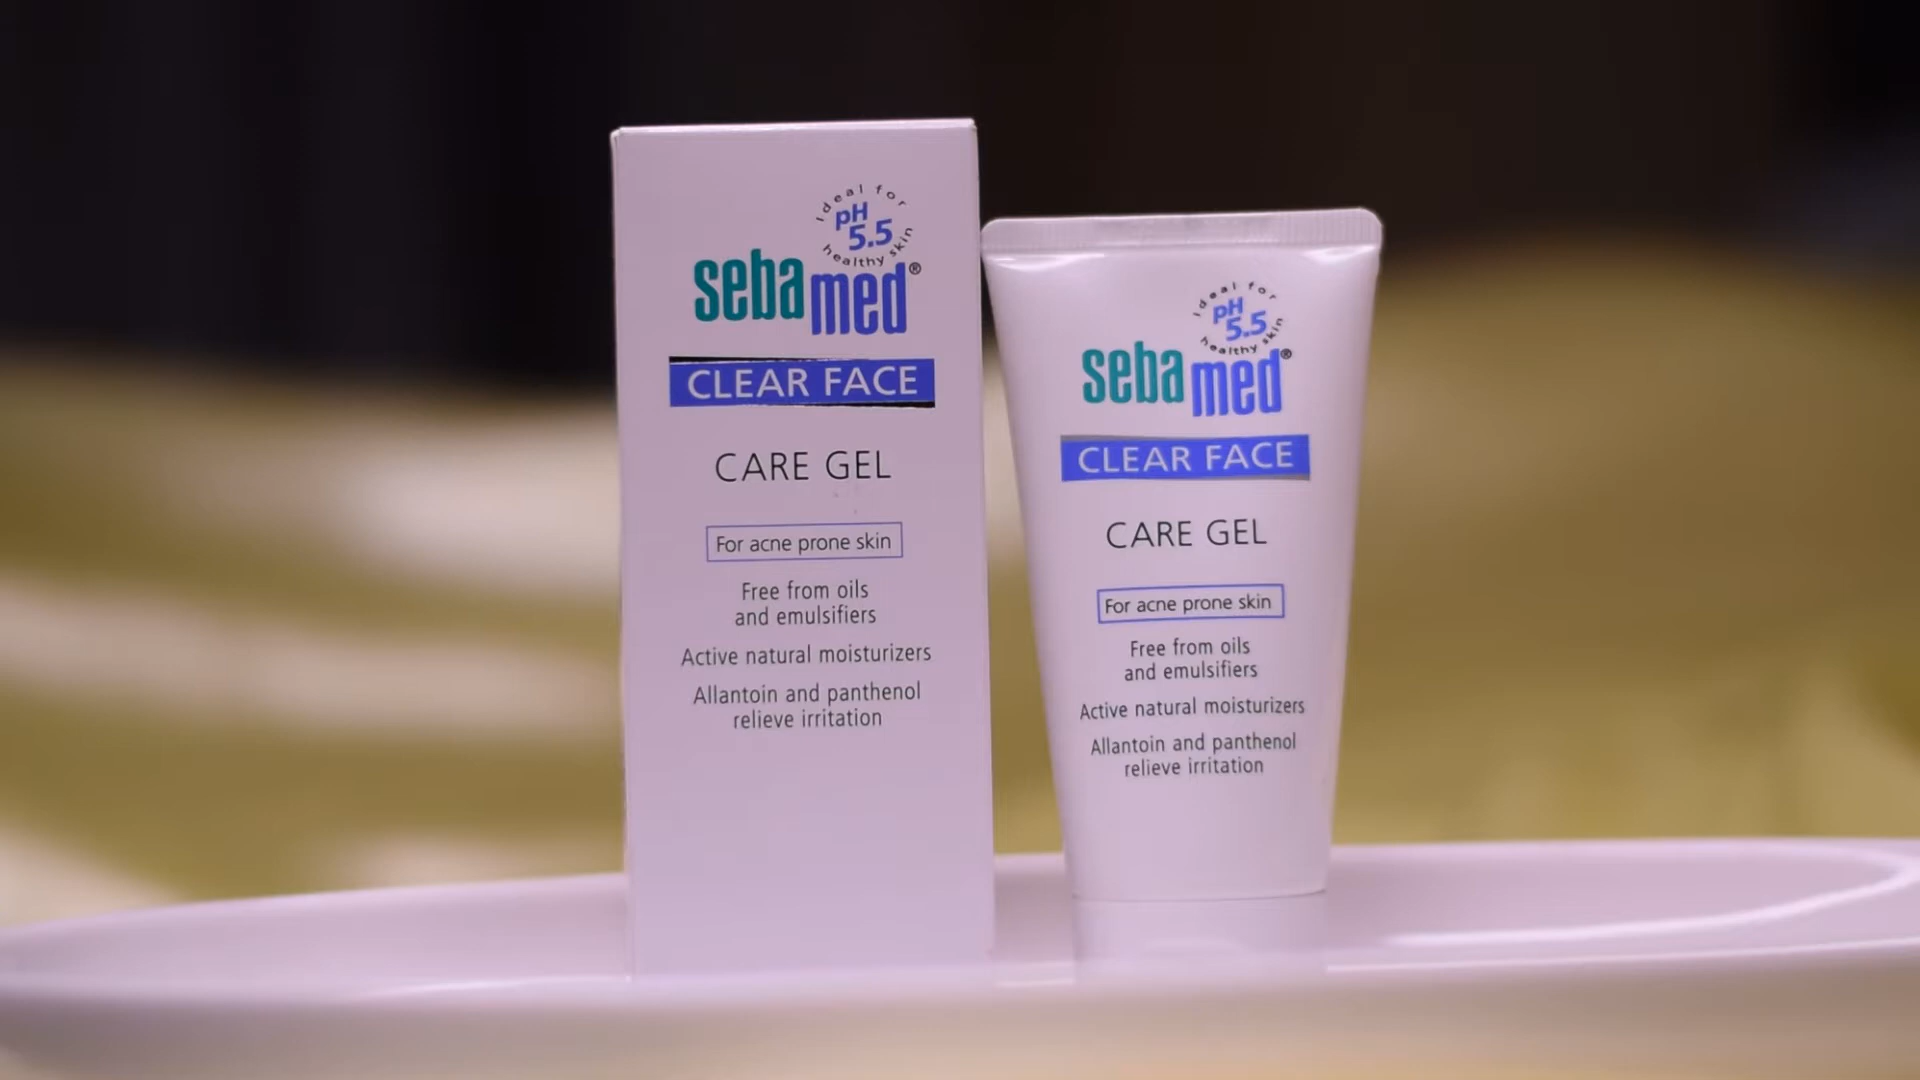 Ideal for
pH
5.5
healthy skin
sebamed®
CLEAR FACE
CARE GEL
For acne prone skin
Free from oils
and emulsifiers
Active natural moisturizers
Allantoin and panthenol
relieve irritation
Ideal for
pH
5.5
healthy skin
sebamed®
CLEAR FACE
CARE GEL
For acne prone skin
Free from oils
and emulsifiers
Active natural moisturizers
Allantoin and panthenol
relieve irritation